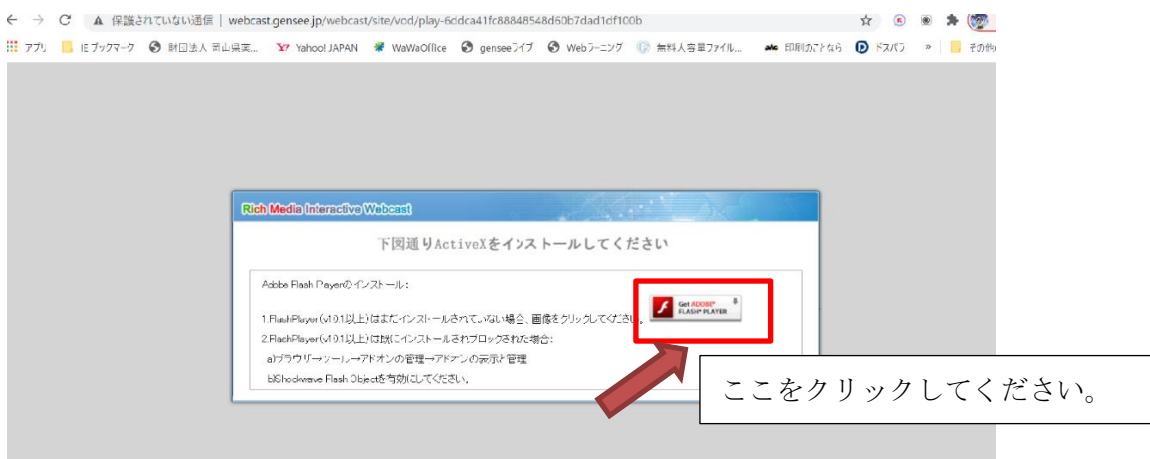 保護されていない通信 | webcast.gensee.jp/webcast/site/vod/play-6ddca41fc88848548d60b7dad1df100b
アプリ IEブックマーク 財団法人 岡山県英... Yahoo! JAPAN WaWaOffice genseeライブ Webラーニング 無料大容量ファイル... 印刷のことなら ドスパラ » その他
Rich Media Interactive Webcast
下図通りActiveXをインストールしてください
Adobe Flash Playerのインストール：
1.FlashPlayer(v10.1以上)はまだインストールされていない場合、画像をクリックしてください。
Get ADOBE®
FLASH® PLAYER
2.FlashPlayer(v10.1以上)は既にインストールされブロックされた場合：
a)ブラウザ→ツール→アドオンの管理→アドオンの表示と管理
b)Shockwave Flash Objectを有効にしてください。
ここをクリックしてください。